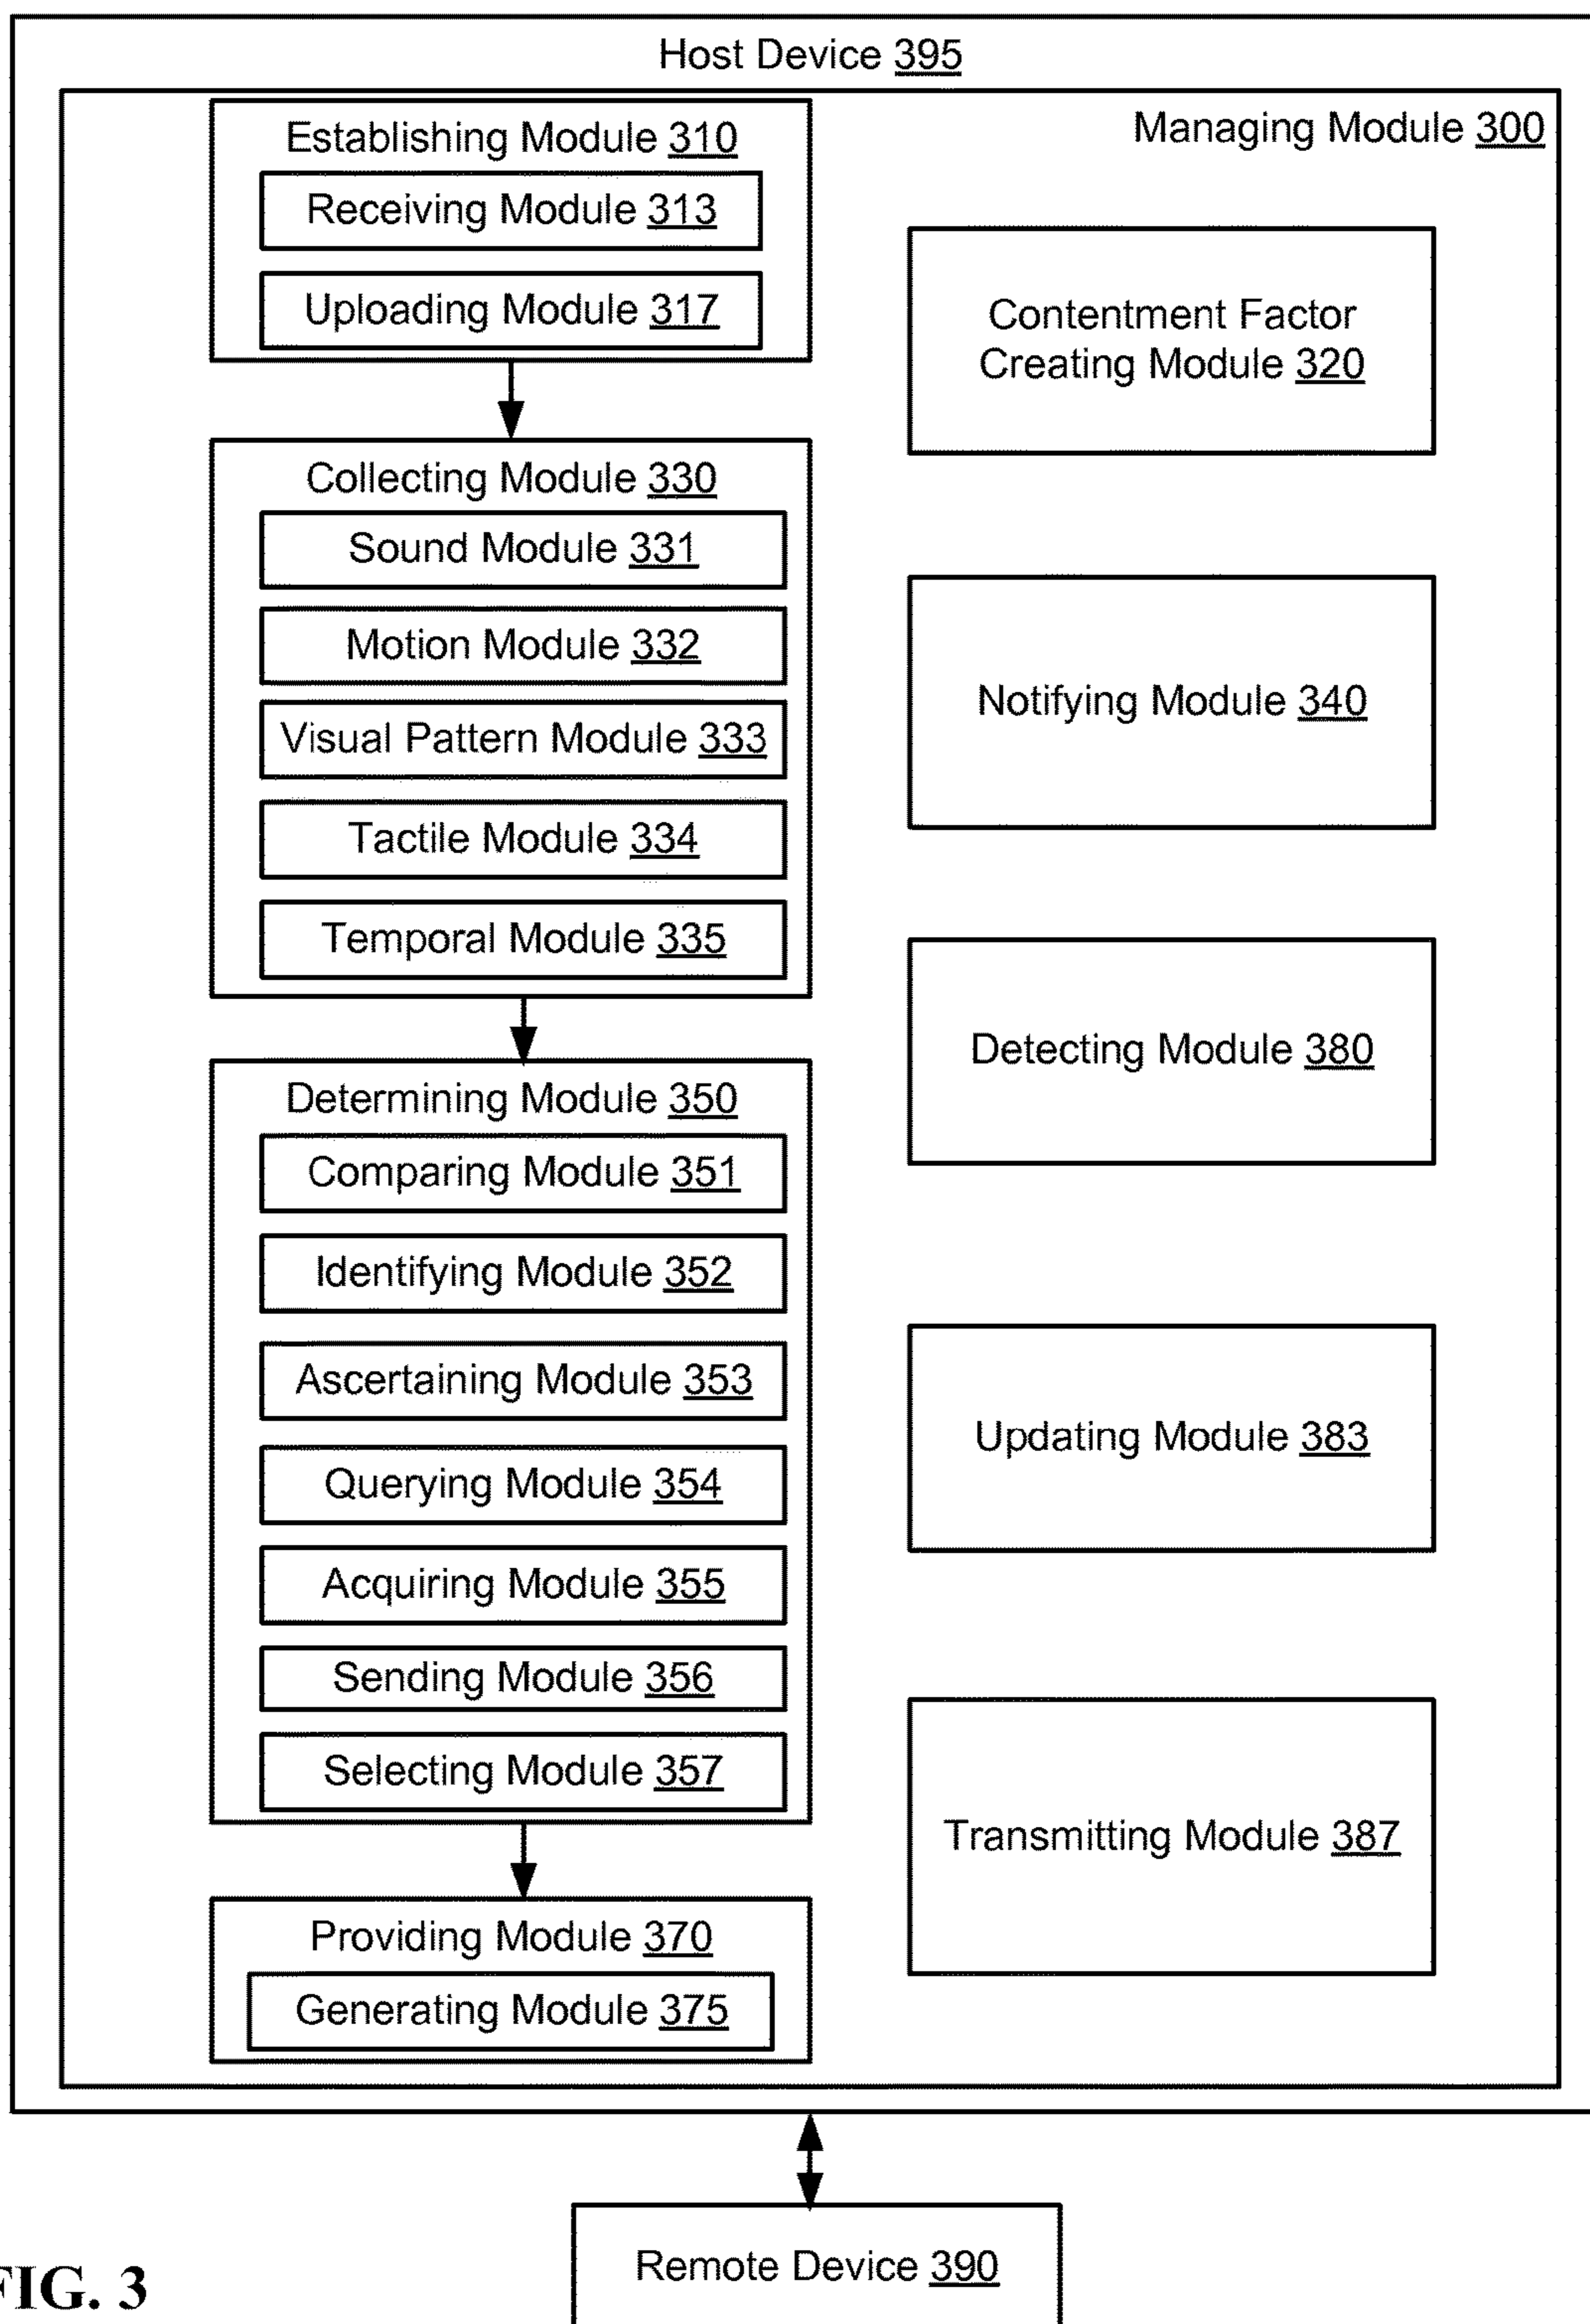 Host Device 395
Managing Module 300
Establishing Module 310
Receiving Module 313
Uploading Module 317
Collecting Module 330
Sound Module 331
Motion Module 332
Visual Pattern Module 333
Tactile Module 334
Temporal Module 335
Determining Module 350
Comparing Module 351
Identifying Module 352
Ascertaining Module 353
Querying Module 354
Acquiring Module 355
Sending Module 356
Selecting Module 357
Providing Module 370
Generating Module 375
Contentment Factor
Creating Module 320
Notifying Module 340
Detecting Module 380
Updating Module 383
Transmitting Module 387
Remote Device 390
FIG. 3